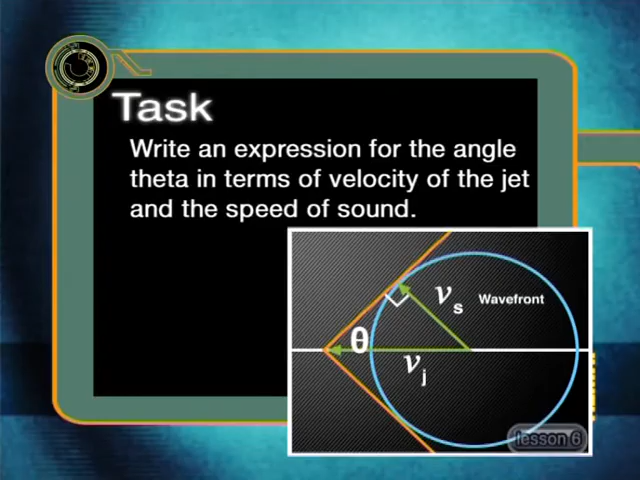 Task
Write an expression for the angle
theta in terms of velocity of the jet
and the speed of sound.
vs
Wavefront
θ
vj
lesson 6